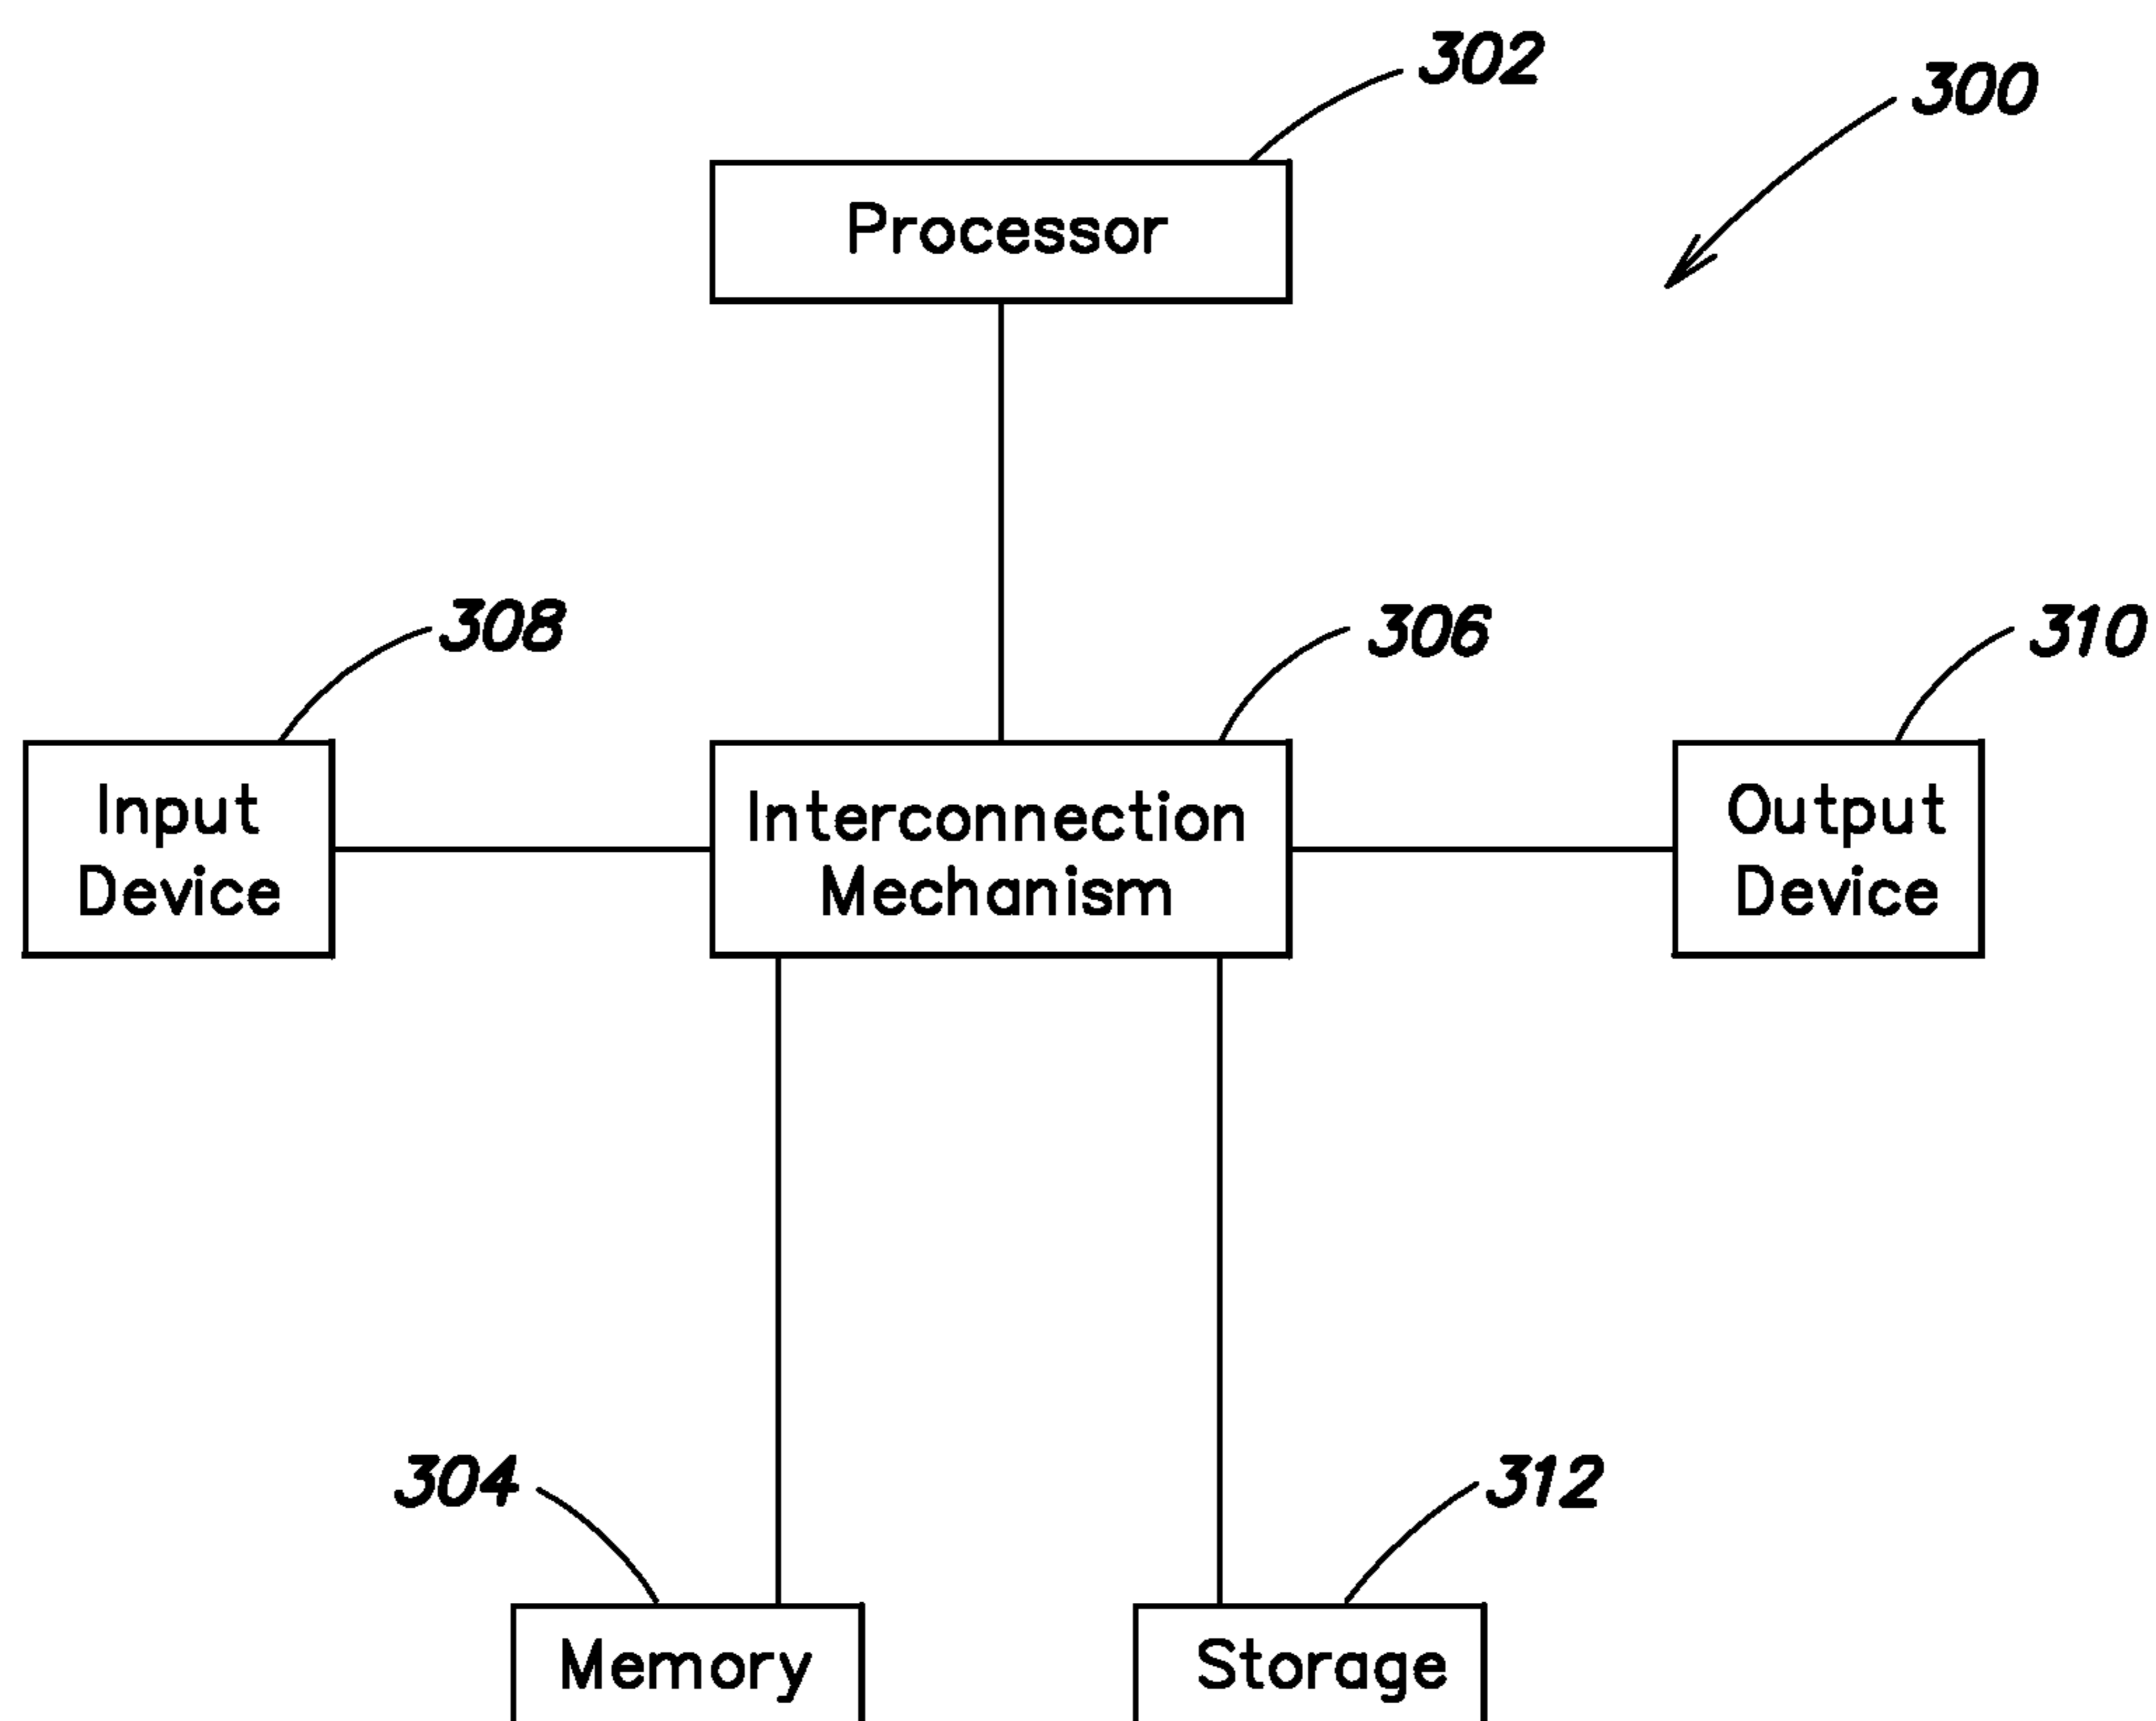 302
300
Processor
308
306
310
Input
Device
Interconnection
Mechanism
Output
Device
304
312
Memory
Storage